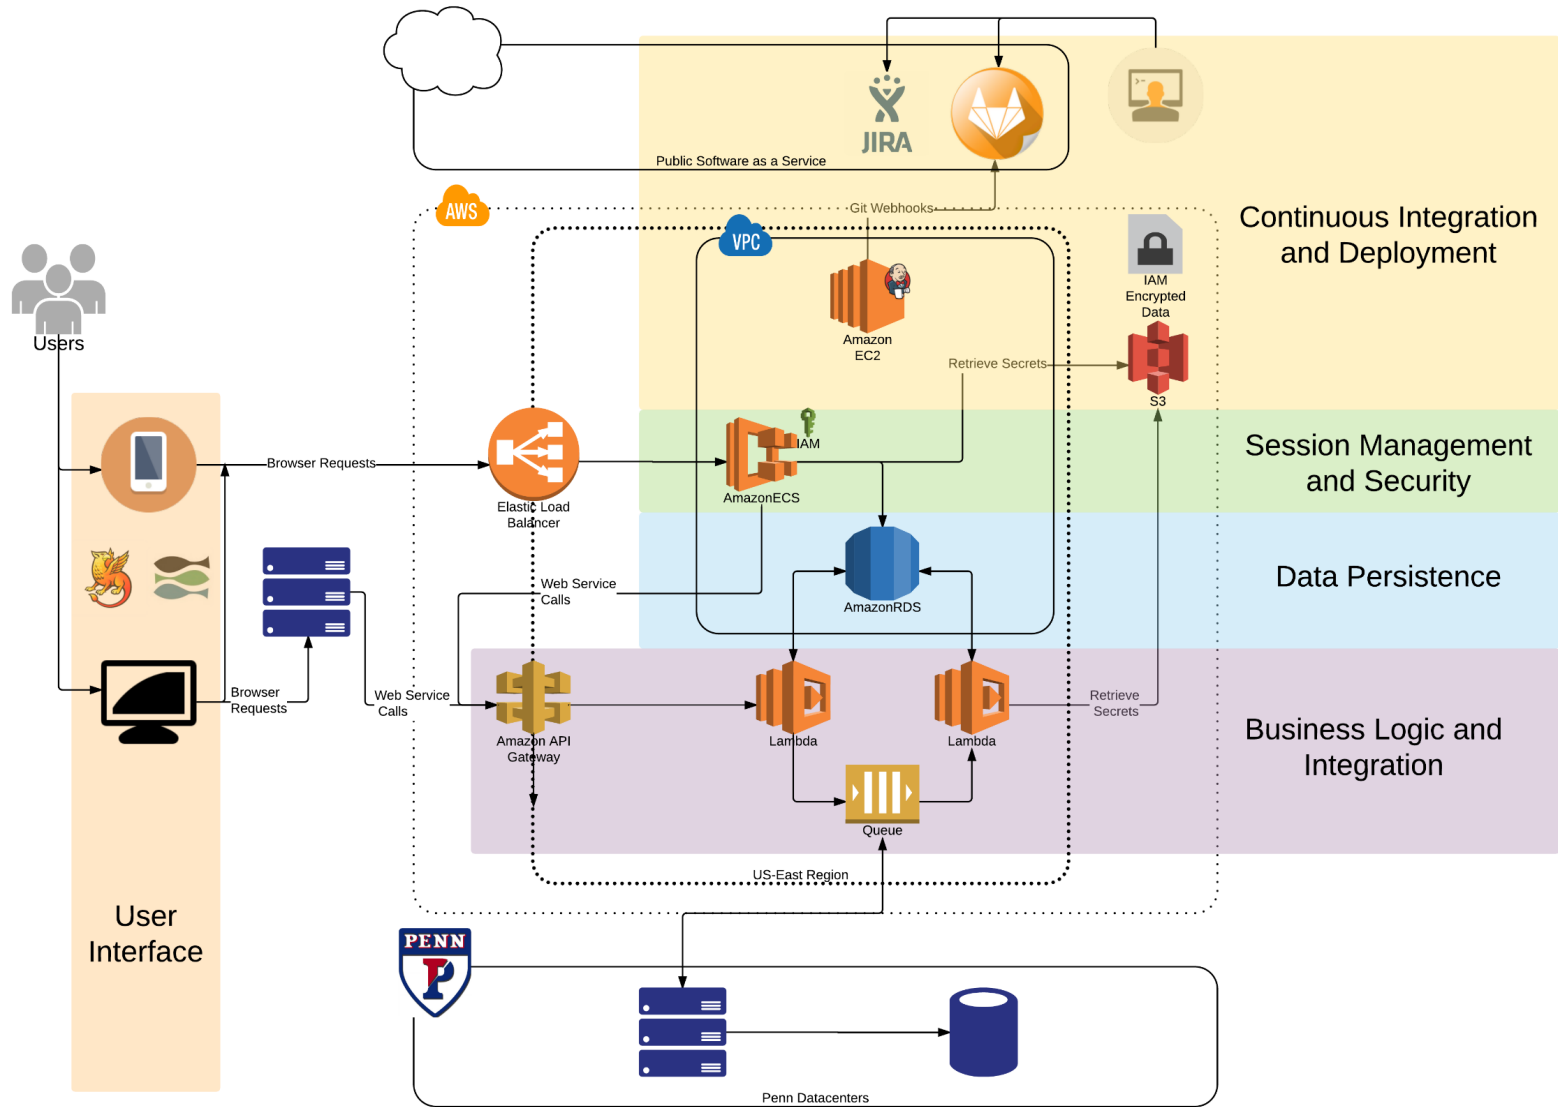 JIRA
Public Software as a Service
AWS
Git Webhooks
VPC
Continuous Integration
and Deployment
IAM
Encrypted
Data
Users
Amazon
EC2
Retrieve Secrets
S3
IAM
Browser Requests
AmazonECS
Session Management
and Security
Elastic Load
Balancer
Web Service
Calls
AmazonRDS
Data Persistence
Browser
Requests
Web Service
Calls
Retrieve
Secrets
Amazon API
Gateway
Lambda
Lambda
Business Logic and
Integration
Queue
US-East Region
User
Interface
PENN
P
Penn Datacenters